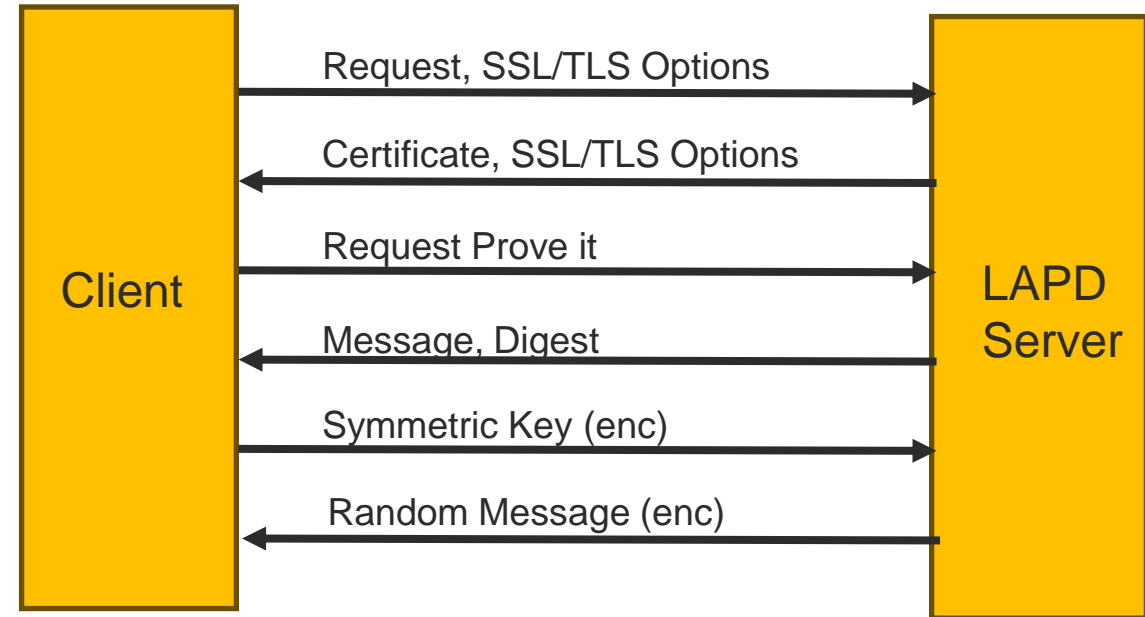 Request, SSL/TLS Options
Certificate, SSL/TLS Options
Request Prove it
Client
LAPD
Server
Message, Digest
Symmetric Key (enc)
Random Message (enc)